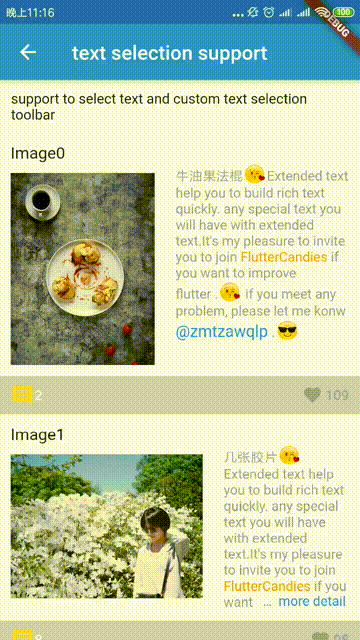 晚上11:16
100
DEBUG
text selection support
support to select text and custom text selection
toolbar
Image0
牛油果法棍😘Extended text
help you to build rich text
quickly. any special text you
will have with extended
text.It's my pleasure to invite
you to join FlutterCandies if
you want to improve
flutter .😘 if you meet any
problem, please let me konw
@zmtzawqlp .😎
2
109
Image1
几张胶片😘
Extended text help
you to build rich text
quickly. any special
text you will have
with extended
text.It's my pleasure
to invite you to join
FlutterCandies if you
want ... more detail
8
98